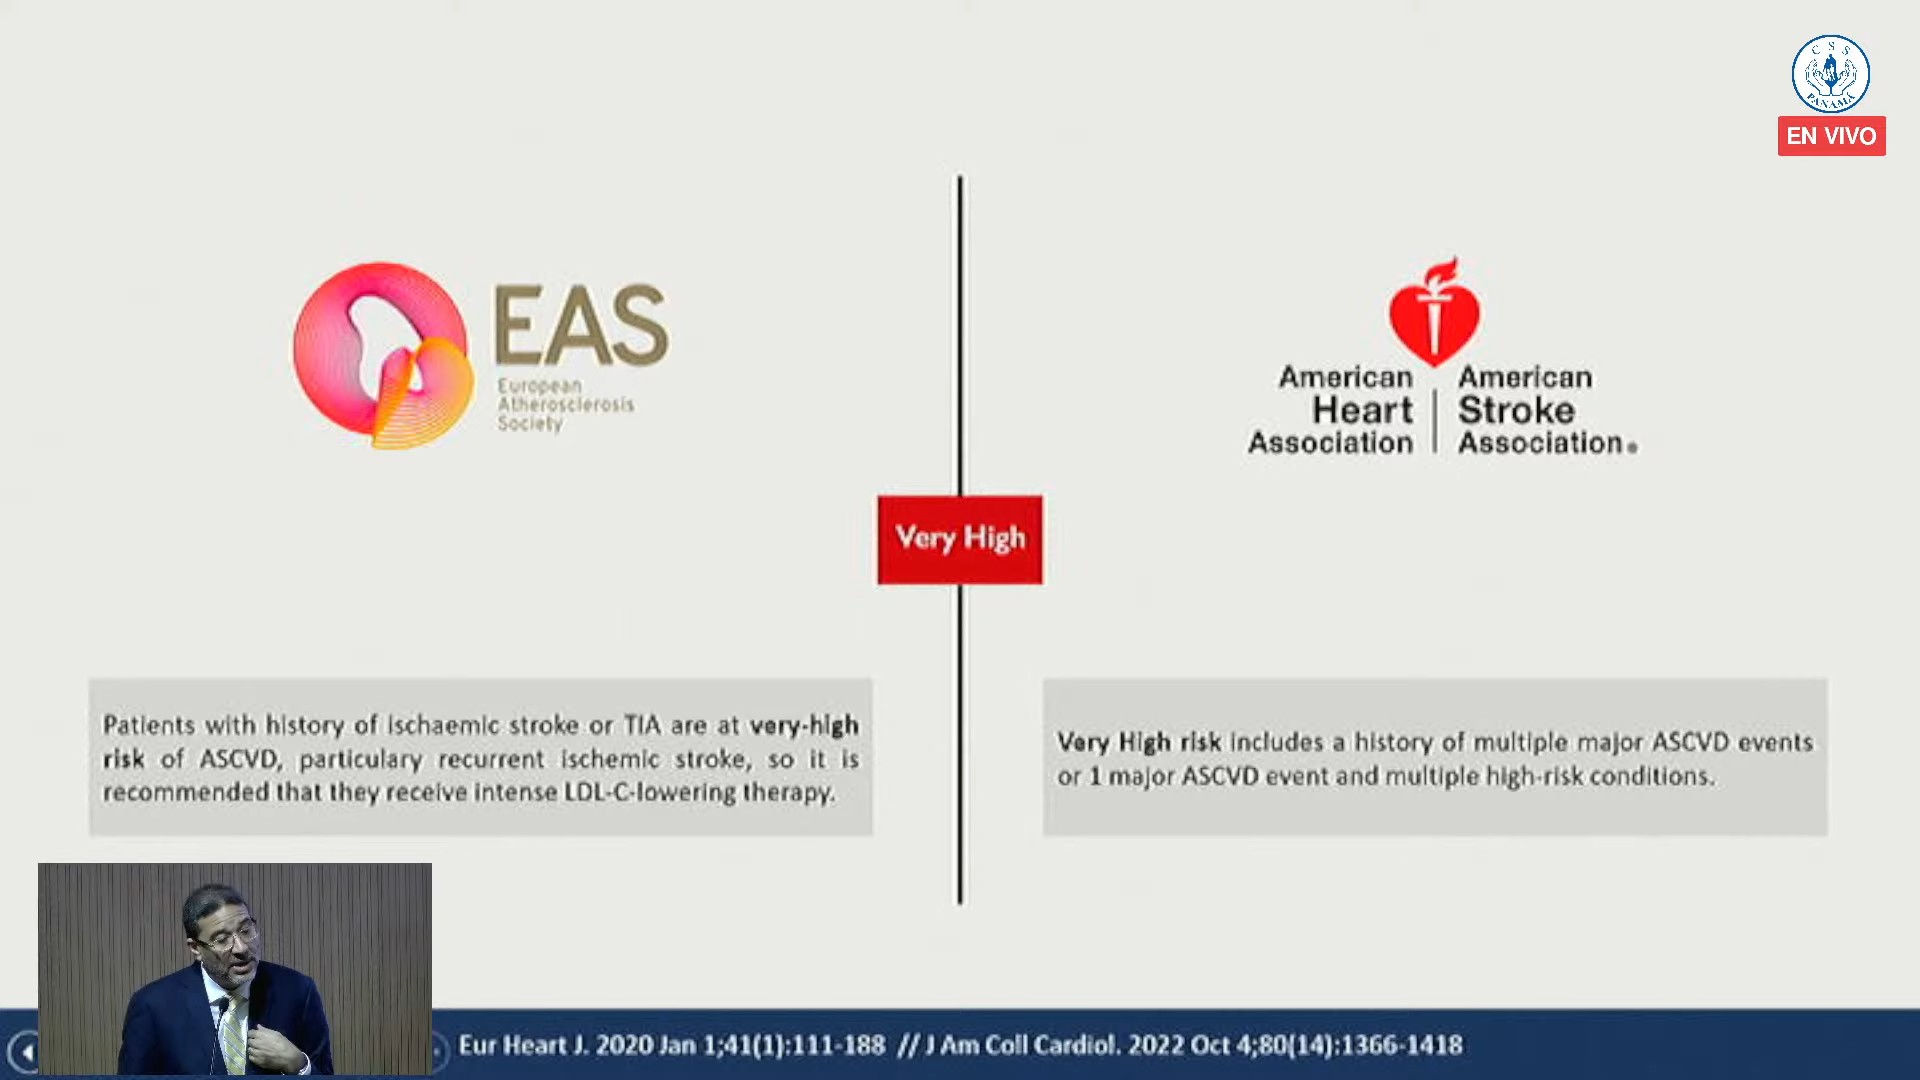 CSS
PANAMÁ
EN VIVO
EAS
European
Atherosclerosis
Society
American
Heart
Association
American
Stroke
Association®
Very High
Patients with history of ischaemic stroke or TIA are at very-high
risk of ASCVD, particulary recurrent ischemic stroke, so it is
recommended that they receive intense LDL-C-lowering therapy.
Very High risk includes a history of multiple major ASCVD events
or 1 major ASCVD event and multiple high-risk conditions.
Eur Heart J. 2020 Jan 1;41(1):111-188 // J Am Coll Cardiol. 2022 Oct 4;80(14):1366-1418